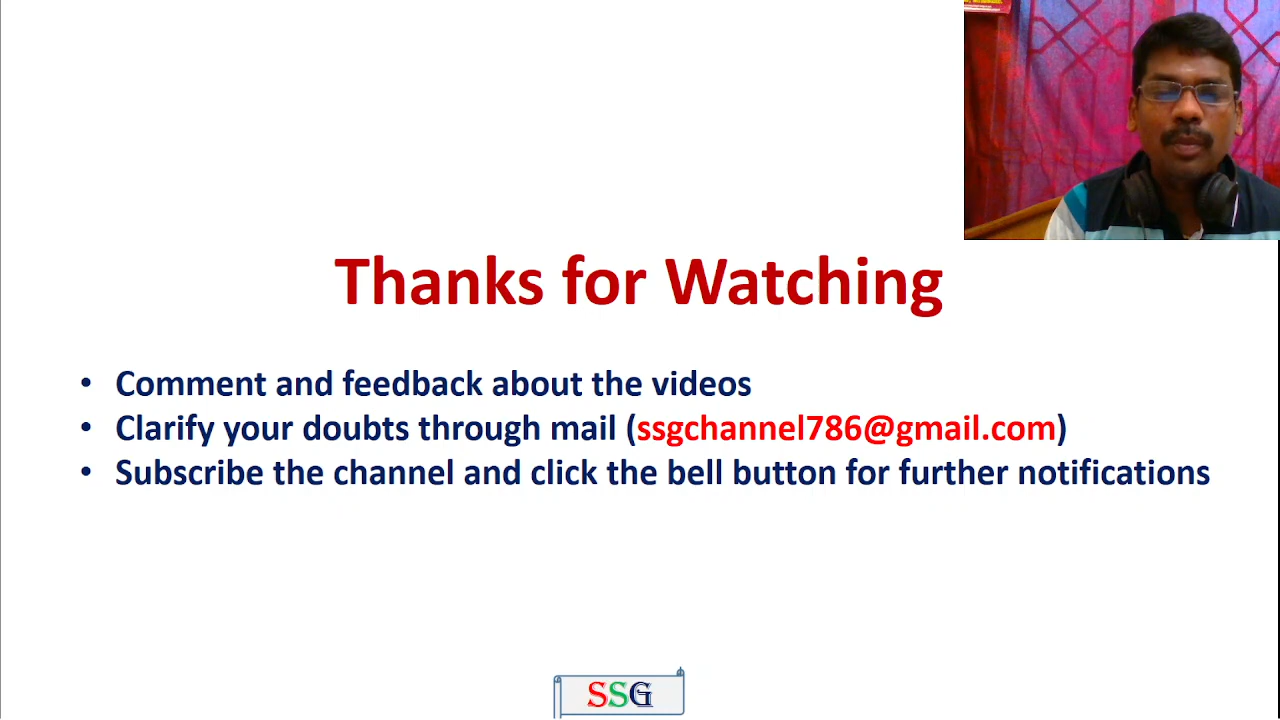 Thanks for Watching
• Comment and feedback about the videos
• Clarify your doubts through mail (ssgchannel786@gmail.com)
• Subscribe the channel and click the bell button for further notifications
SSG